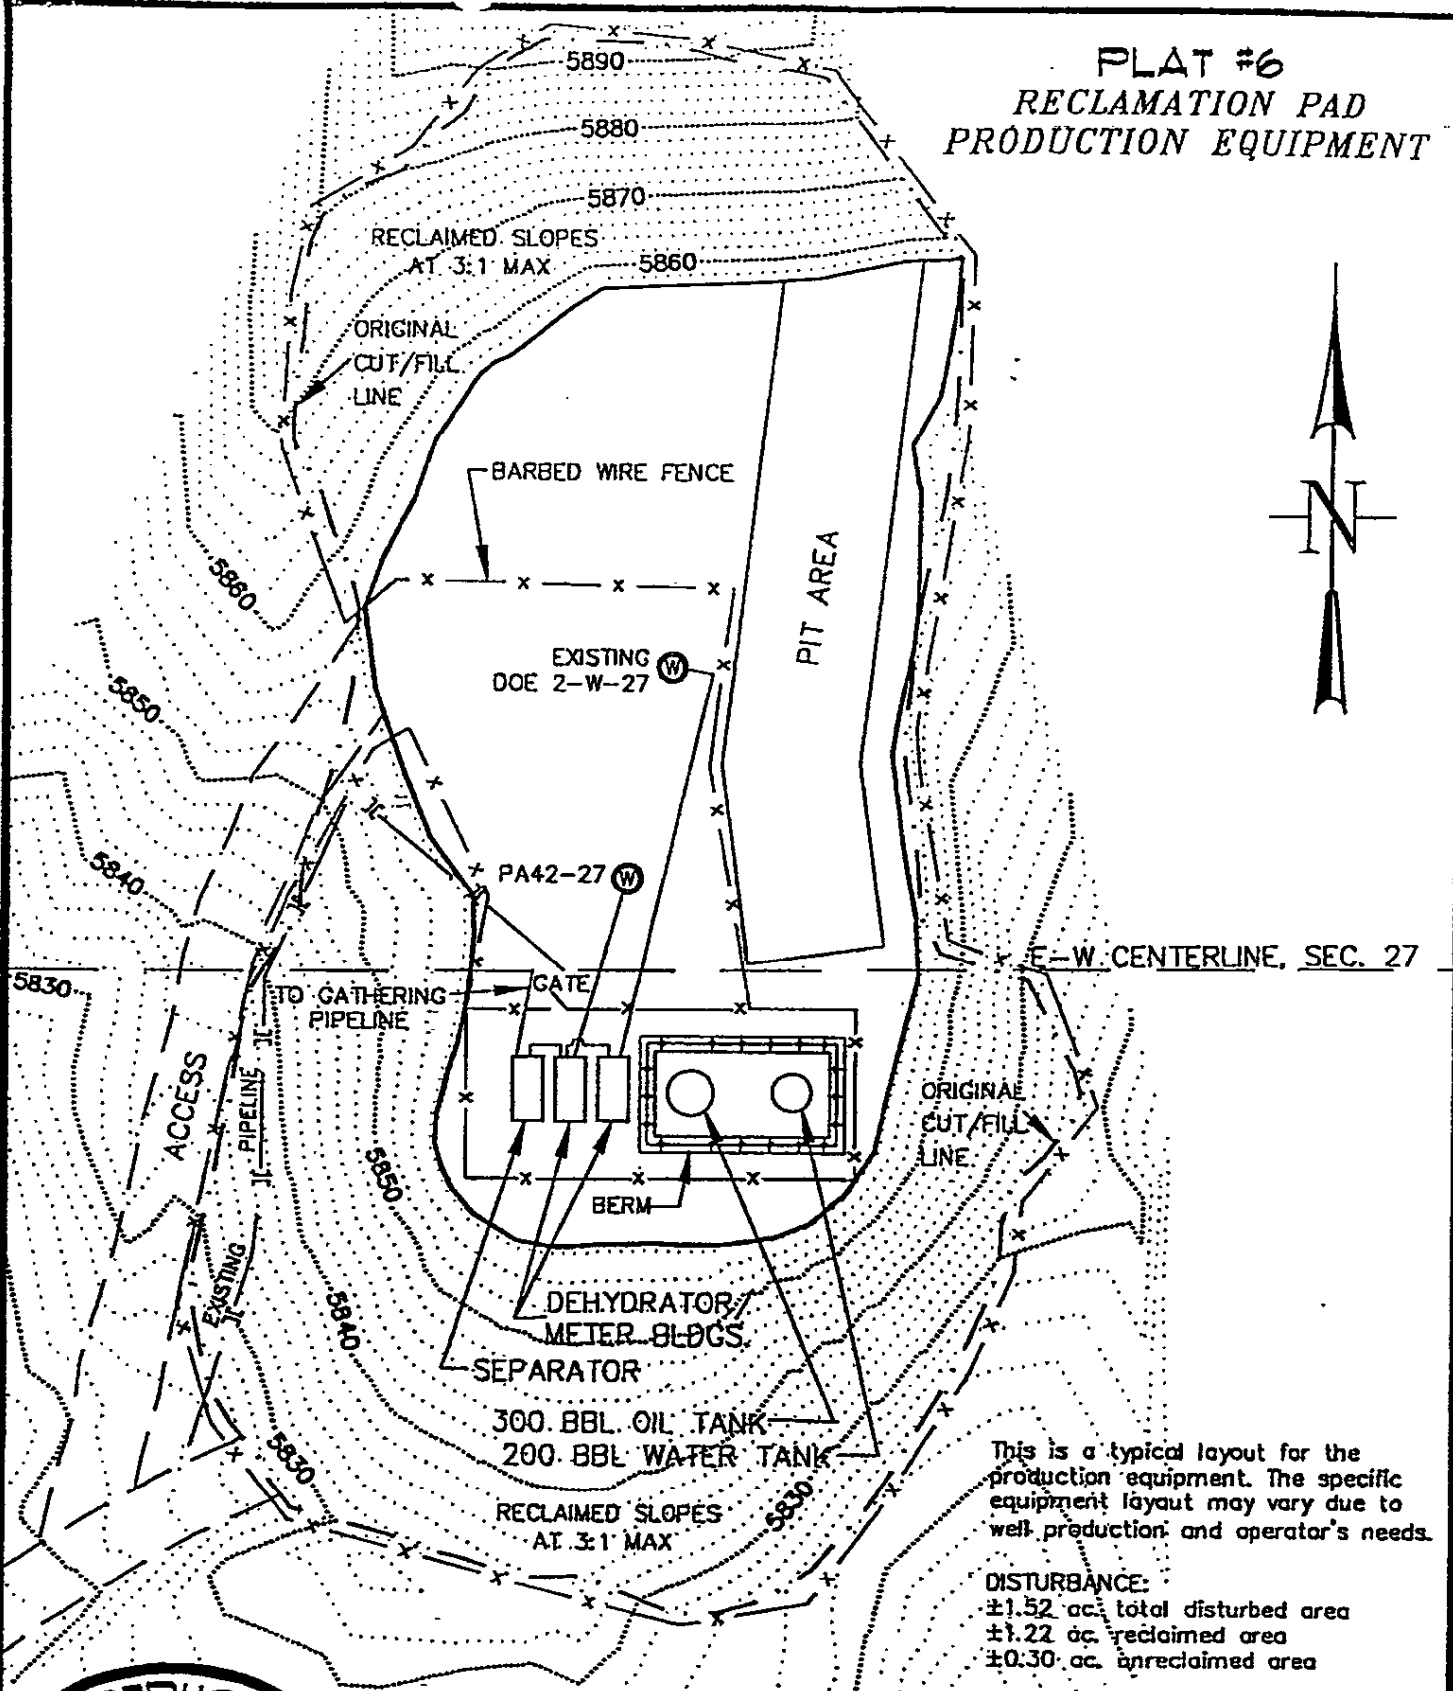 PLAT #6
RECLAMATION PAD
PRODUCTION EQUIPMENT
5890
5880
5870
RECLAIMED SLOPES
AT 3:1 MAX
5860
ORIGINAL
CUT/FILL
LINE
BARBED WIRE FENCE
N
PIT AREA
5860
EXISTING
DOE 2-W-27
W
5850
5840
PA42-27
W
E-W CENTERLINE, SEC. 27
5830
TO GATHERING
PIPELINE
GATE
ACCESS
PIPELINE
EXISTING
ORIGINAL
CUT/FILL
LINE
5850
BERM
5840
DEHYDRATOR/
METER BLDGS.
SEPARATOR
300 BBL OIL TANK
200 BBL WATER TANK
5830
5830
RECLAIMED SLOPES
AT 3:1 MAX
This is a typical layout for the
production equipment. The specific
equipment layout may vary due to
well production and operator's needs.
DISTURBANCE:
±1.52 ac. total disturbed area
±1.22 ac. reclaimed area
±0.30 ac. unreclaimed area